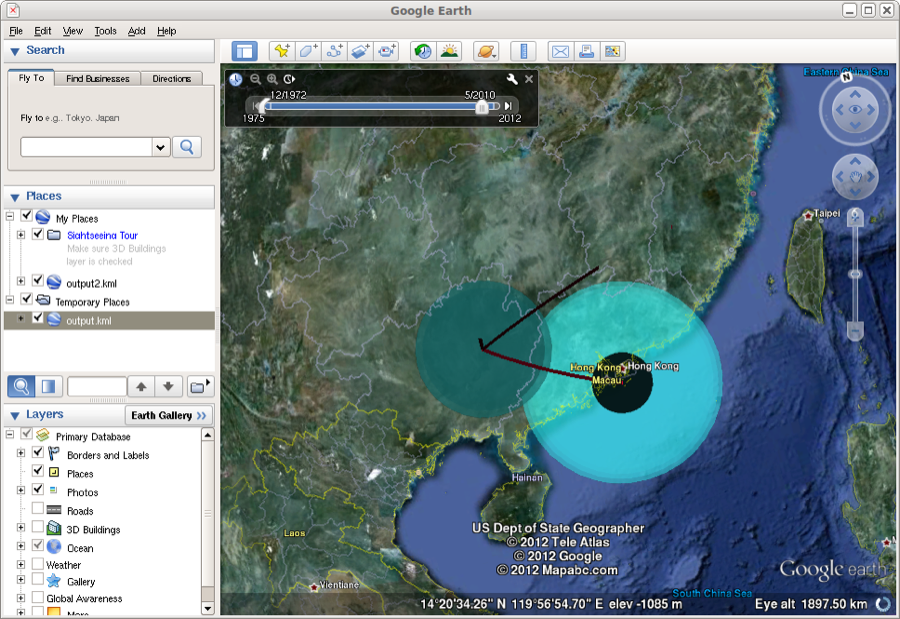 Google Earth
File Edit View Tools Add Help
Search
Fly To Find Businesses Directions
Fly to e.g., Tokyo, Japan
Places
My Places
Sightseeing Tour
Make sure 3D Buildings
layer is checked
output2.kml
Temporary Places
output.kml
Layers
Earth Gallery >>
Primary Database
Borders and Labels
Places
Photos
Roads
3D Buildings
Ocean
Weather
Gallery
Global Awareness
More
12/1972 5/2010
1975 2012
Eastern China Sea
N
Taipei
Hong Kong Hong Kong
Macau
Hainan
Laos
Vientiane
US Dept of State Geographer
© 2012 Tele Atlas
© 2012 Google
© 2012 Mapabc.com
Google earth
South China Sea
14°20'34.26" N 119°56'54.70" E elev -1085 m Eye alt 1897.50 km